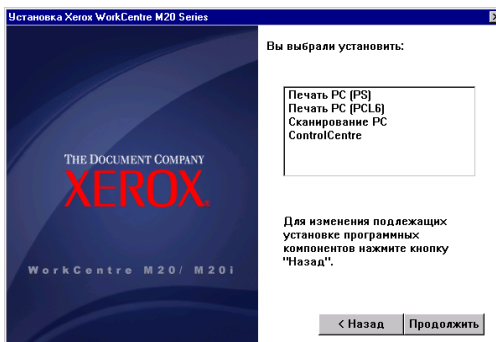 Установка Xerox WorkCentre M20 Series
Вы выбрали установить:
Печать PC (PS)
Печать PC (PCL6)
Сканирование PC
ControlCentre
THE DOCUMENT COMPANY
XEROX.
WorkCentre M20/ M20i
Для изменения подлежащих
установке программных
компонентов нажмите кнопку
"Назад".
< Назад
Продолжить